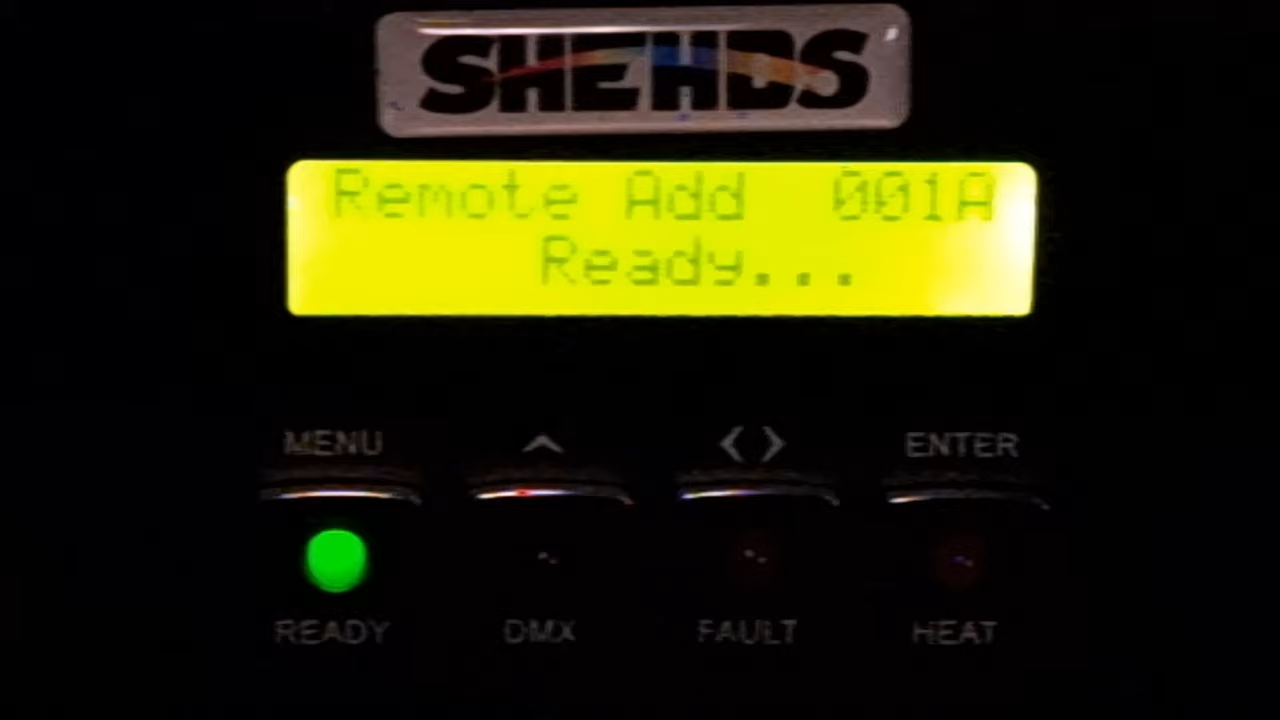 SHEHDS
Remote Add 001A
Ready...
MENU ENTER
READY DMX FAULT HEAT